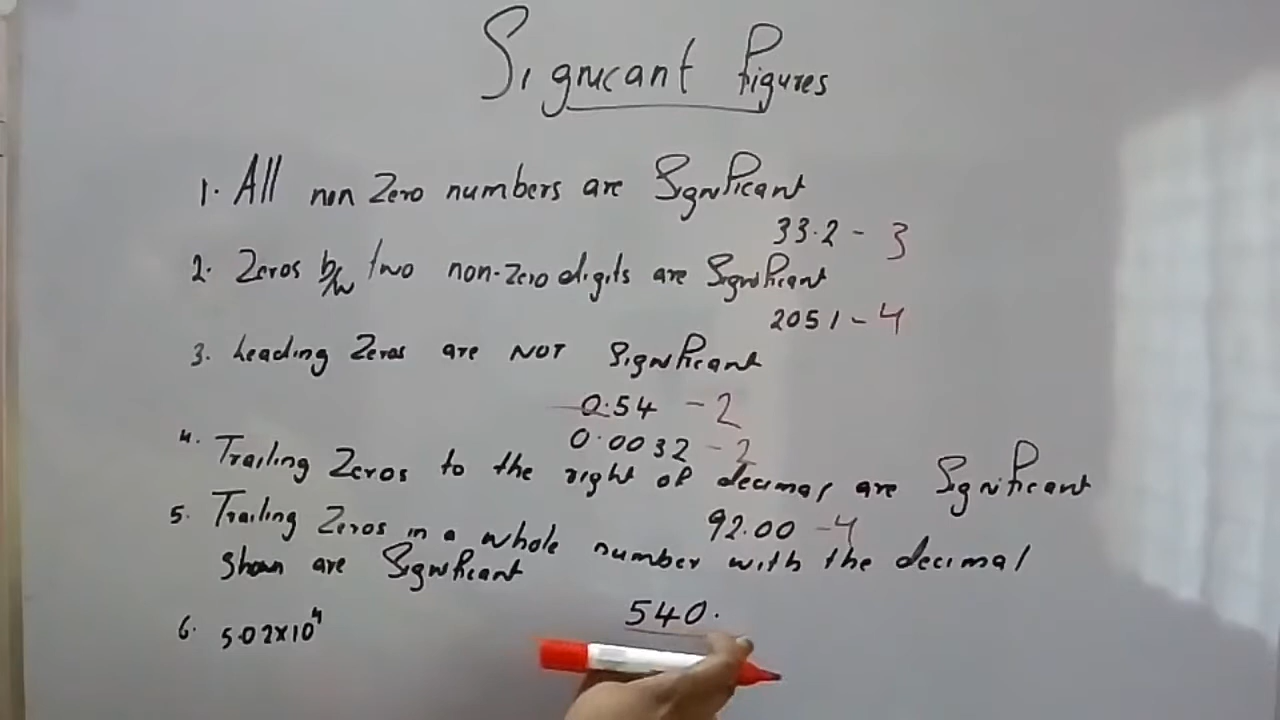 Signicant Figures
1. All non Zero numbers are Significant
33.2 - 3
2. Zeros b/w two non-zero digits are Significant
2051 - 4
3. Leading Zeros are NOT Significant
0.54 - 2
0.0032 - 2
4. Trailing Zeros to the right of decimal are Significant
92.00 - 4
5. Trailing Zeros in a whole number with the decimal
shown are Significant
540.
6. 5.02x10⁴